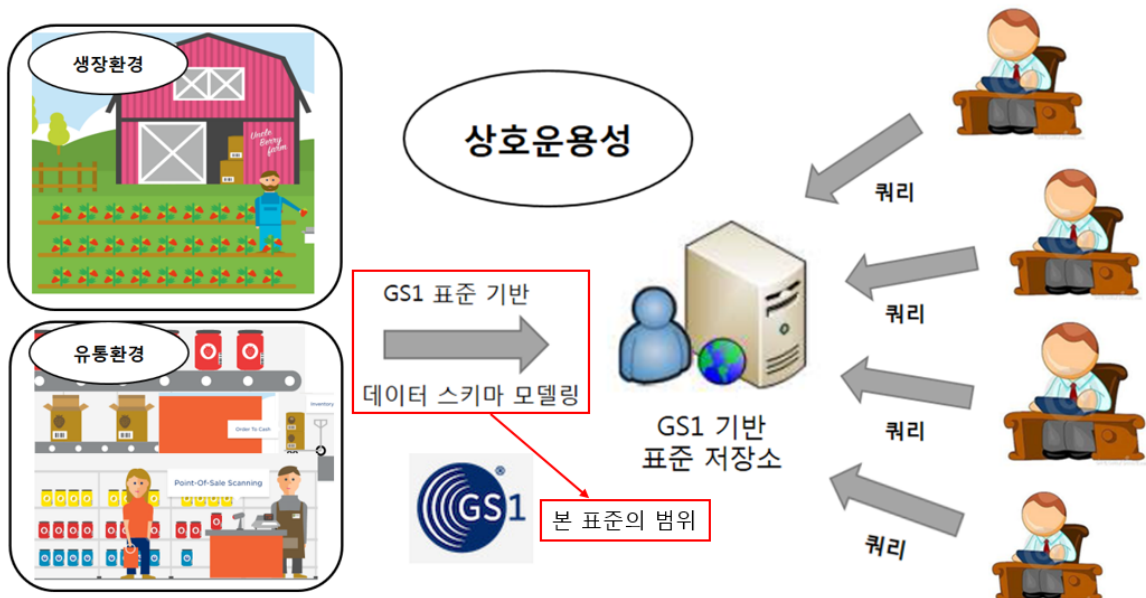 생장환경
Uncle
Berry
farm
유통환경
Inventory
Order To Cash
Point-Of-Sale Scanning
상호운용성
GS1 표준 기반
데이터 스키마 모델링
GS1
®
본 표준의 범위
GS1 기반
표준 저장소
쿼리
쿼리
쿼리
쿼리